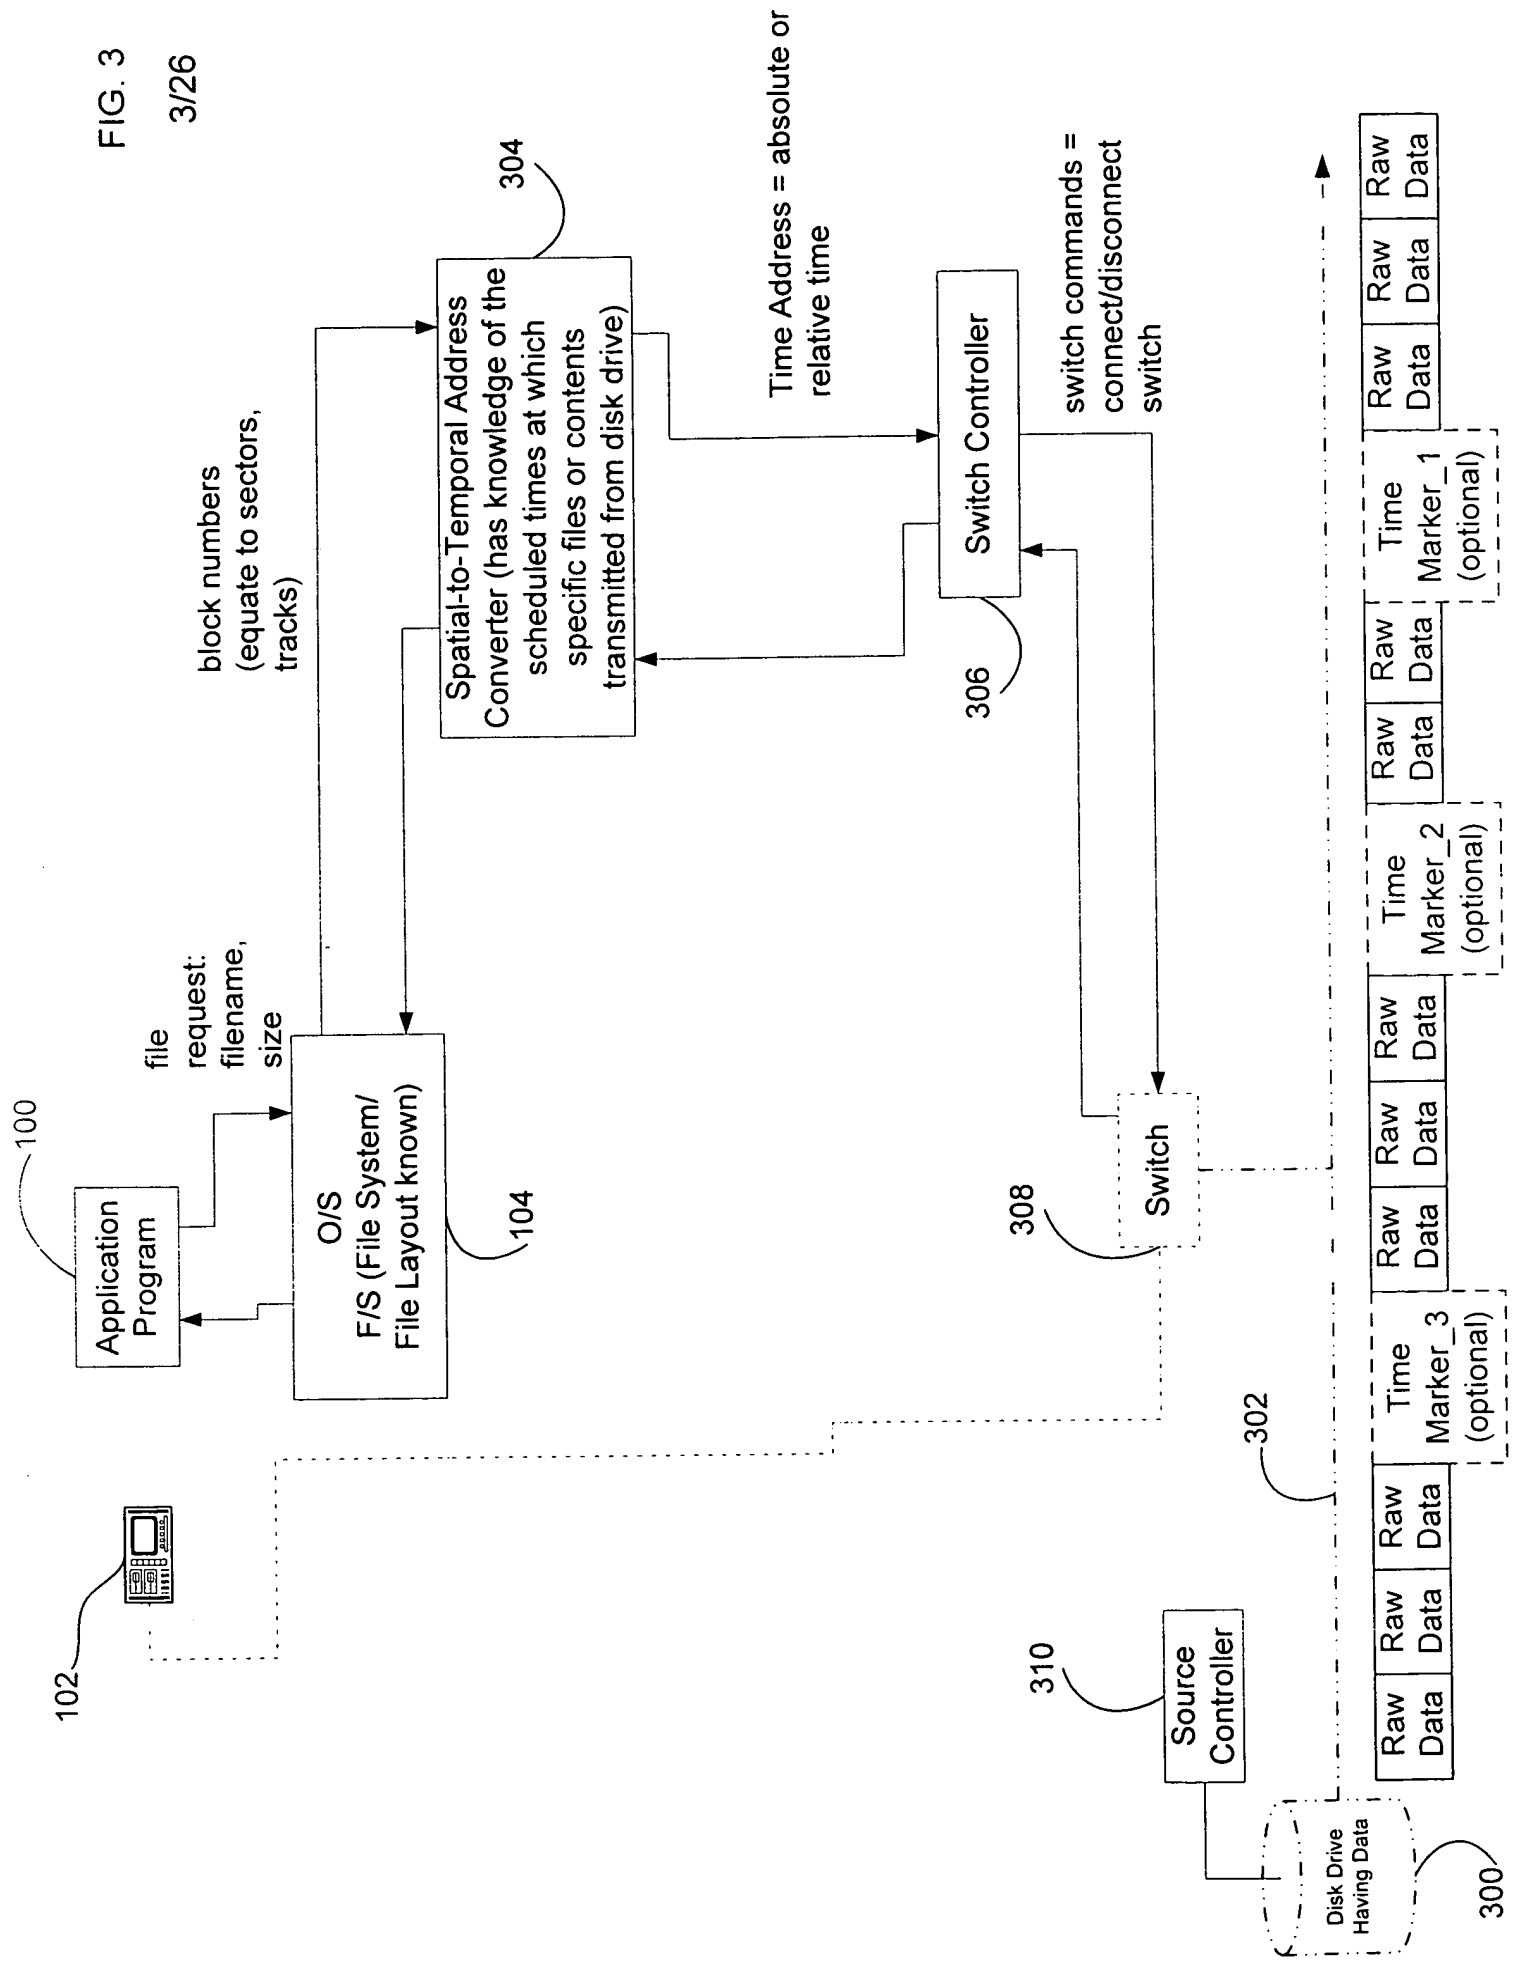 FIG. 3
3/26
102
100
Application
Program
file
request:
filename,
size
O/S
F/S (File System/
File Layout known)
104
block numbers
(equate to sectors,
tracks)
304
Spatial-to-Temporal Address
Converter (has knowledge of the
scheduled times at which
specific files or contents
transmitted from disk drive)
Time Address = absolute or
relative time
306
Switch Controller
switch commands =
connect/disconnect
switch
308
Switch
310
Source
Controller
302
Disk Drive
Having Data
300
Raw
Data
Raw
Data
Raw
Data
Time
Marker_3
(optional)
Raw
Data
Raw
Data
Raw
Data
Time
Marker_2
(optional)
Raw
Data
Raw
Data
Time
Marker_1
(optional)
Raw
Data
Raw
Data
Raw
Data